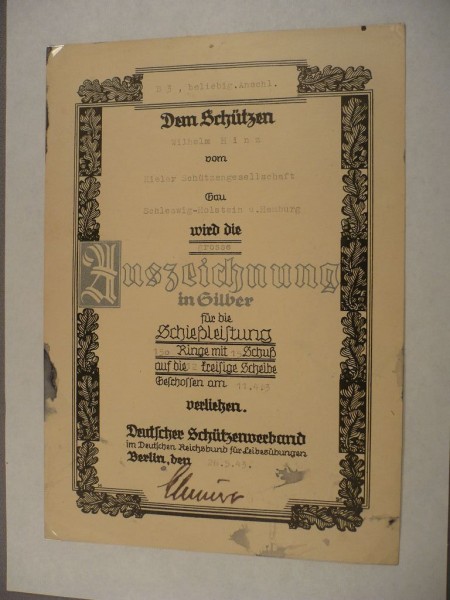 beliebig. Anschl.
Dem Schützen
Wilhelm
vom
Kieler Schützengesellschaft
Gau
Schleswig-Holstein u. Hamburg
wird die
grosse
Auszeichnung
in Silber
für die
Schießleistung
Ringe mit Schuß
auf die kreisige Scheibe
Geschossen am
verliehen.
Deutscher Schützenverband
im Deutschen Reichsbund für Leibesübungen
Berlin, den